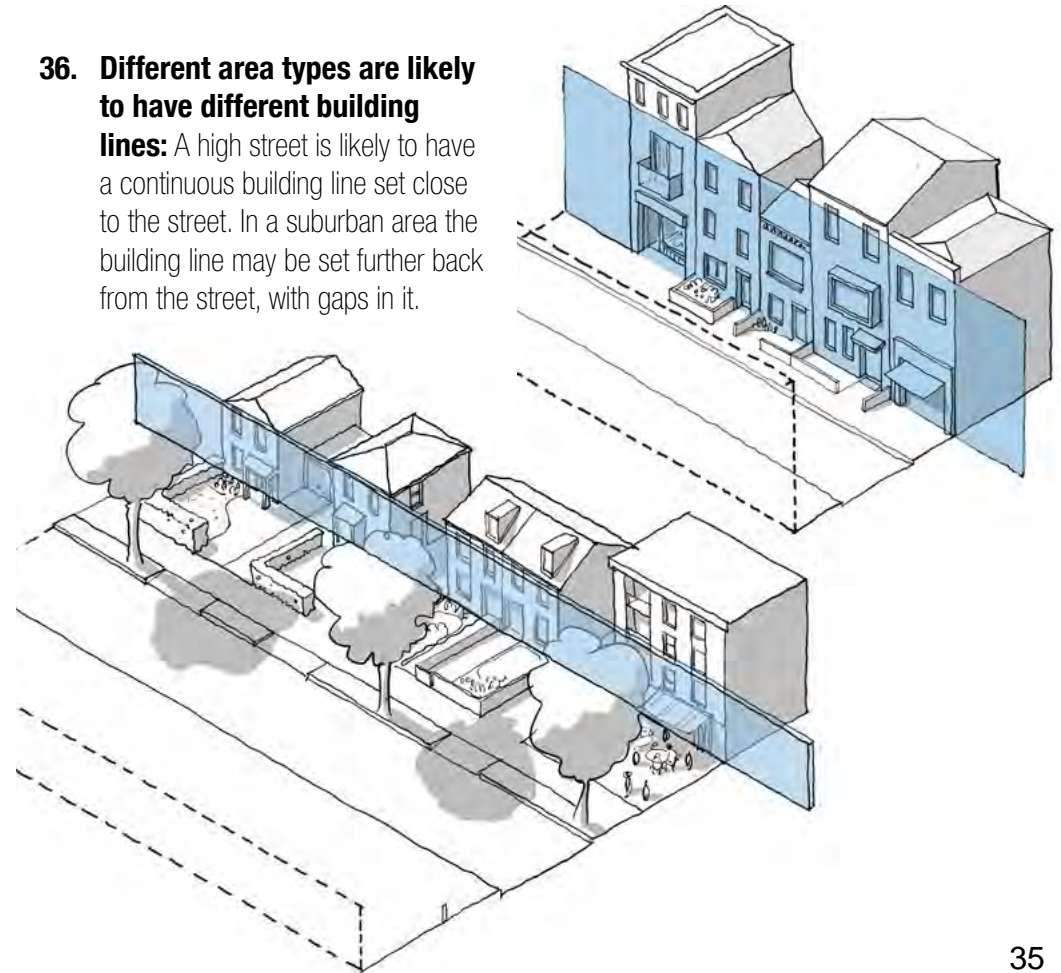 36. Different area types are likely
to have different building
lines: A high street is likely to have
a continuous building line set close
to the street. In a suburban area the
building line may be set further back
from the street, with gaps in it.
35